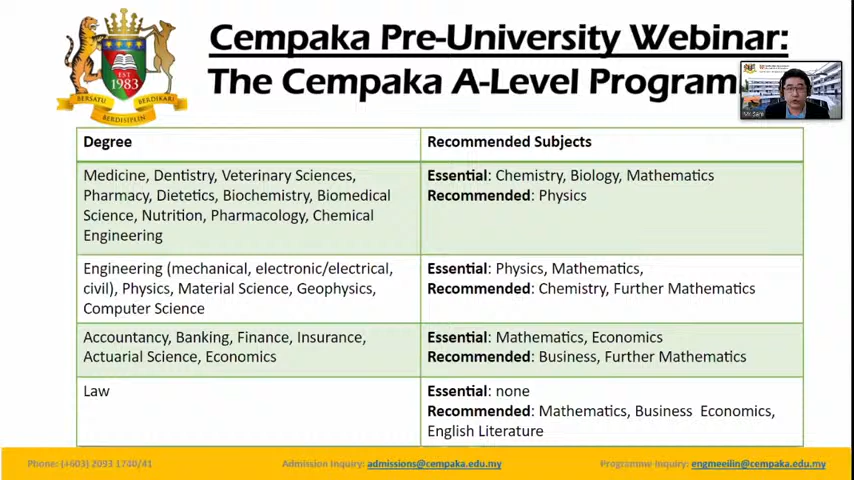 Cempaka Pre-University Webinar:
The Cempaka A-Level Program
EST
1983
BERSATU
BERDIKARI
BERDISIPLIN
Degree
Recommended Subjects
Medicine, Dentistry, Veterinary Sciences,
Pharmacy, Dietetics, Biochemistry, Biomedical
Science, Nutrition, Pharmacology, Chemical
Engineering
Essential: Chemistry, Biology, Mathematics
Recommended: Physics
Engineering (mechanical, electronic/electrical,
civil), Physics, Material Science, Geophysics,
Computer Science
Essential: Physics, Mathematics,
Recommended: Chemistry, Further Mathematics
Accountancy, Banking, Finance, Insurance,
Actuarial Science, Economics
Essential: Mathematics, Economics
Recommended: Business, Further Mathematics
Law
Essential: none
Recommended: Mathematics, Business Economics,
English Literature
Phone: (+603) 2093 1740/41
Admission Inquiry: admissions@cempaka.edu.my
Programme Inquiry: engmeeilin@cempaka.edu.my